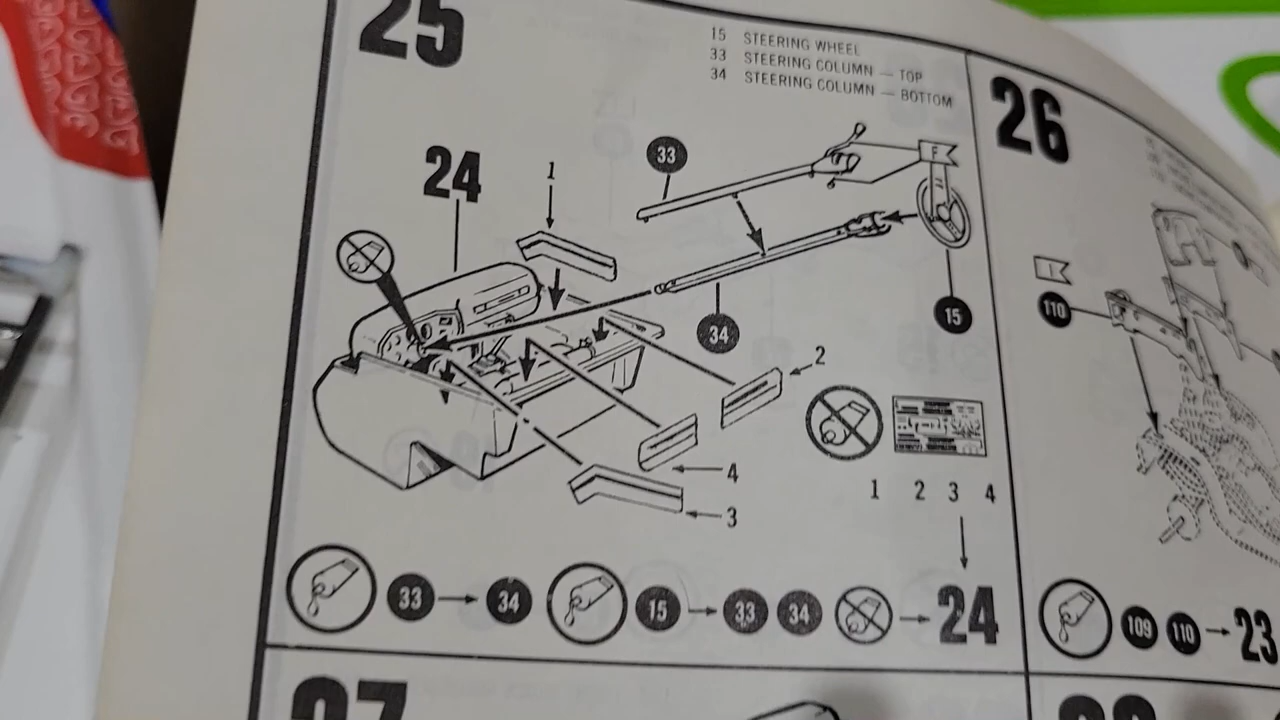 25
15 STEERING WHEEL
33 STEERING COLUMN — TOP
34 STEERING COLUMN — BOTTOM
24
1
33
F
34
15
2
4
3
1 2 3 4
33 → 34 15 → 33 34 → 24
26
110
109 110 → 23
27